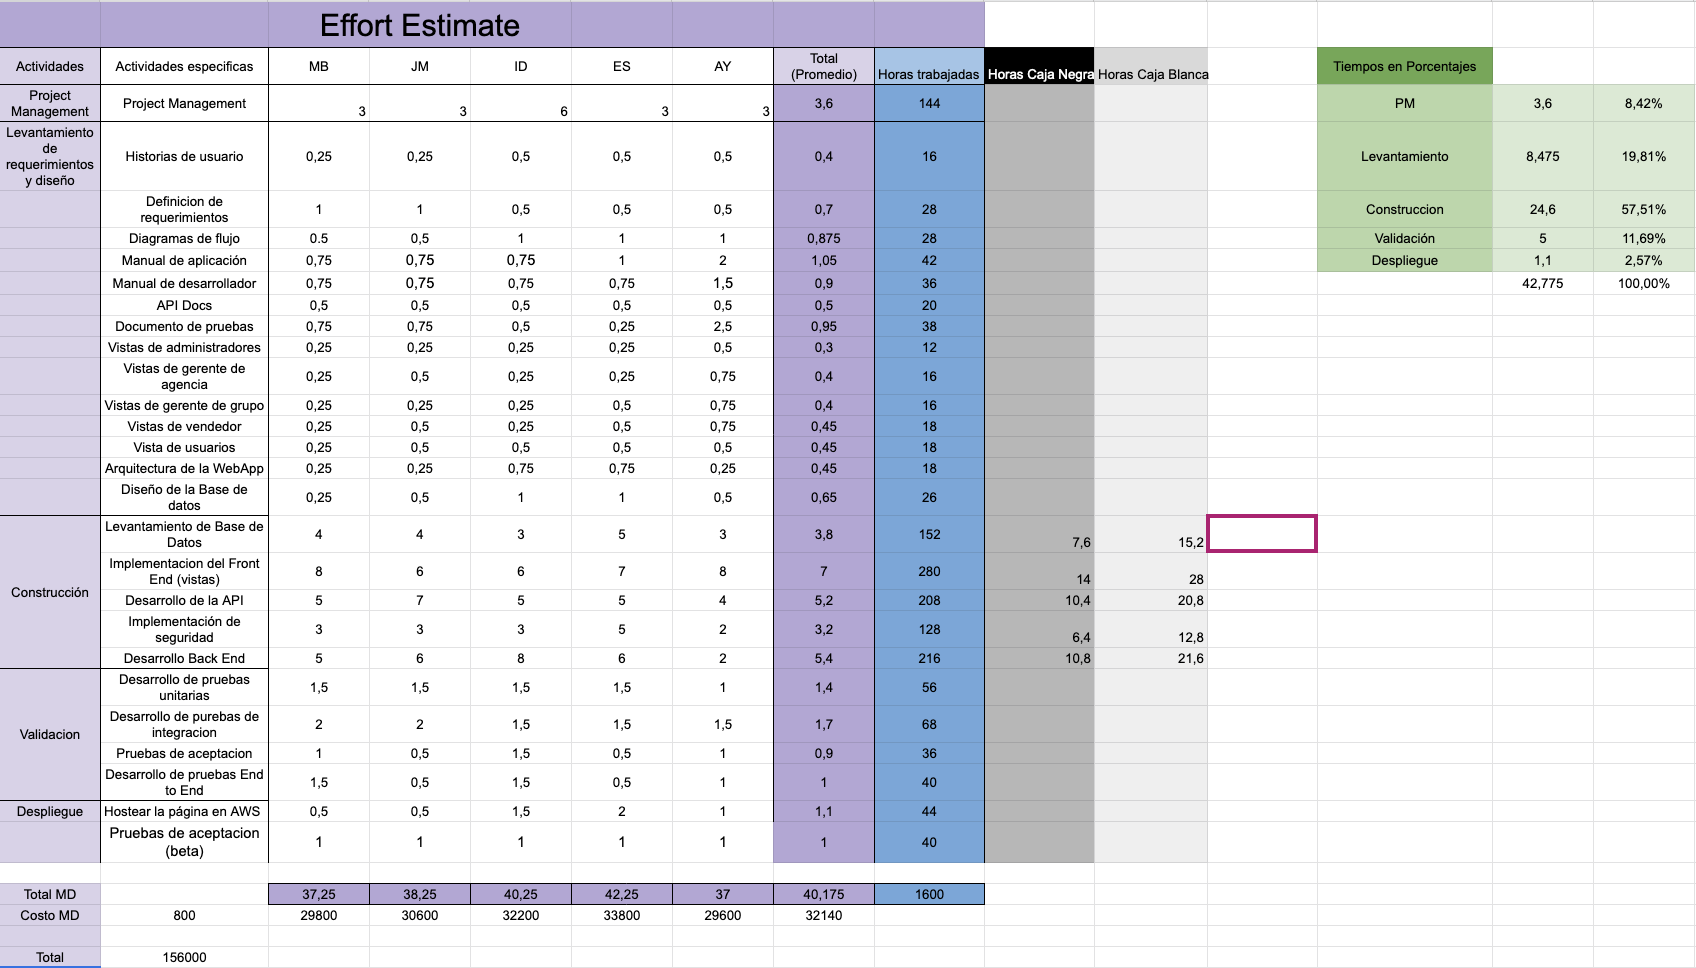 Effort Estimate
Actividades Actividades especificas MB JM ID ES AY Total (Promedio) Horas trabajadas Horas Caja Negra Horas Caja Blanca Tiempos en Porcentajes
Project Management Project Management 3 3 6 3 3 3,6 144 PM 3,6 8,42%
Levantamiento de requerimientos y diseño Historias de usuario 0,25 0,25 0,5 0,5 0,5 0,4 16 Levantamiento 8,475 19,81%
Definicion de requerimientos 1 1 0,5 0,5 0,5 0,7 28 Construccion 24,6 57,51%
Diagramas de flujo 0.5 0,5 1 1 1 0,875 28 Validación 5 11,69%
Manual de aplicación 0,75 0,75 0,75 1 2 1,05 42 Despliegue 1,1 2,57%
Manual de desarrollador 0,75 0,75 0,75 0,75 1,5 0,9 36 42,775 100,00%
API Docs 0,5 0,5 0,5 0,5 0,5 0,5 20
Documento de pruebas 0,75 0,75 0,5 0,25 2,5 0,95 38
Vistas de administradores 0,25 0,25 0,25 0,25 0,5 0,3 12
Vistas de gerente de agencia 0,25 0,5 0,25 0,25 0,75 0,4 16
Vistas de gerente de grupo 0,25 0,25 0,25 0,5 0,75 0,4 16
Vistas de vendedor 0,25 0,5 0,25 0,5 0,75 0,45 18
Vista de usuarios 0,25 0,5 0,5 0,5 0,5 0,45 18
Arquitectura de la WebApp 0,25 0,25 0,75 0,75 0,25 0,45 18
Diseño de la Base de datos 0,25 0,5 1 1 0,5 0,65 26
Construcción Levantamiento de Base de Datos 4 4 3 5 3 3,8 152 7,6 15,2
Implementacion del Front End (vistas) 8 6 6 7 8 7 280 14 28
Desarrollo de la API 5 7 5 5 4 5,2 208 10,4 20,8
Implementación de seguridad 3 3 3 5 2 3,2 128 6,4 12,8
Desarrollo Back End 5 6 8 6 2 5,4 216 10,8 21,6
Validacion Desarrollo de pruebas unitarias 1,5 1,5 1,5 1,5 1 1,4 56
Desarrollo de purebas de integracion 2 2 1,5 1,5 1,5 1,7 68
Pruebas de aceptacion 1 0,5 1,5 0,5 1 0,9 36
Desarrollo de pruebas End to End 1,5 0,5 1,5 0,5 1 1 40
Despliegue Hostear la página en AWS 0,5 0,5 1,5 2 1 1,1 44
Pruebas de aceptacion (beta) 1 1 1 1 1 1 40
Total MD 37,25 38,25 40,25 42,25 37 40,175 1600
Costo MD 800 29800 30600 32200 33800 29600 32140
Total 156000